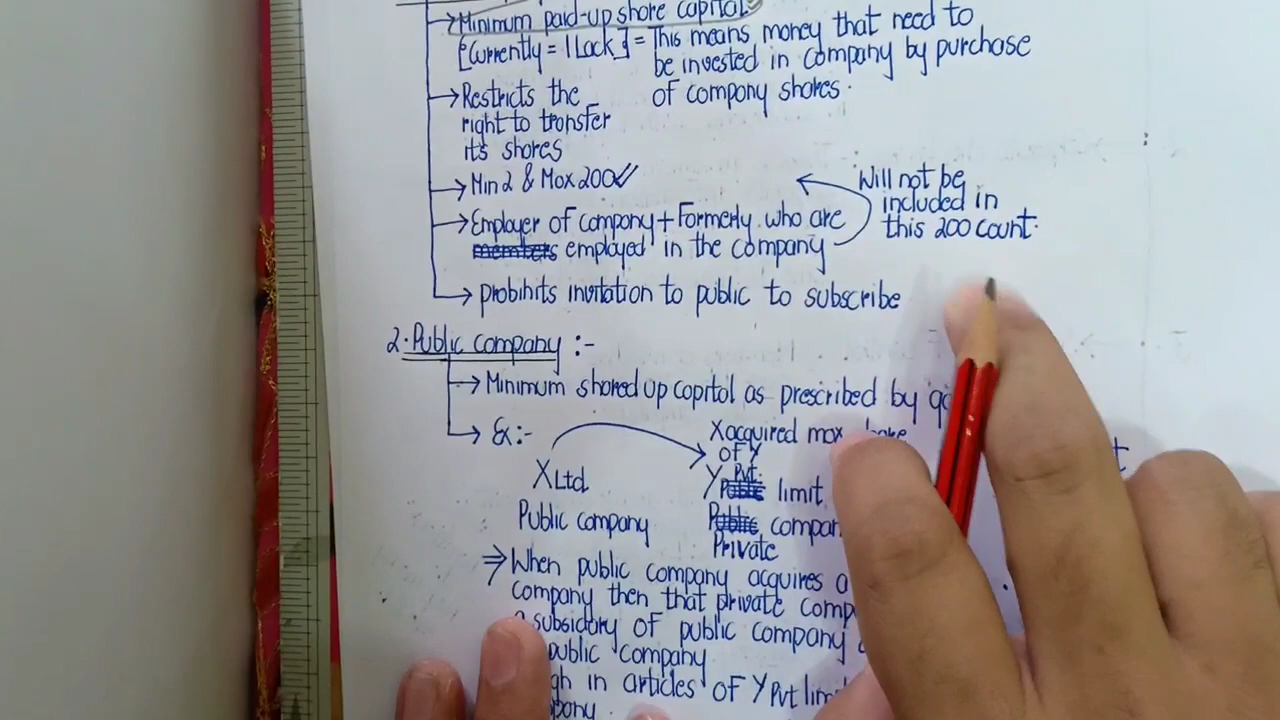 Minimum paid-up share capital.
[Currently = 1 Lack] = This means money that need to
be invested in company by purchase
of company shares.
Restricts the
right to transfer
its shares
Min 2 & Max 200
Employer of company + Formerly who are
members employed in the company
Will not be
included in
this 200 count.
probihits invitation to public to subscribe
2. Public company :-
Minimum shared up capital as prescribed by
Ex:-
X acquired max share
of Y
X Ltd
Y Public Pvt. limit
Public company
Public compan
Private
When public company acquires a
company then that private comp
a subsidary of public company
public company
in articles of Y Pvt limi